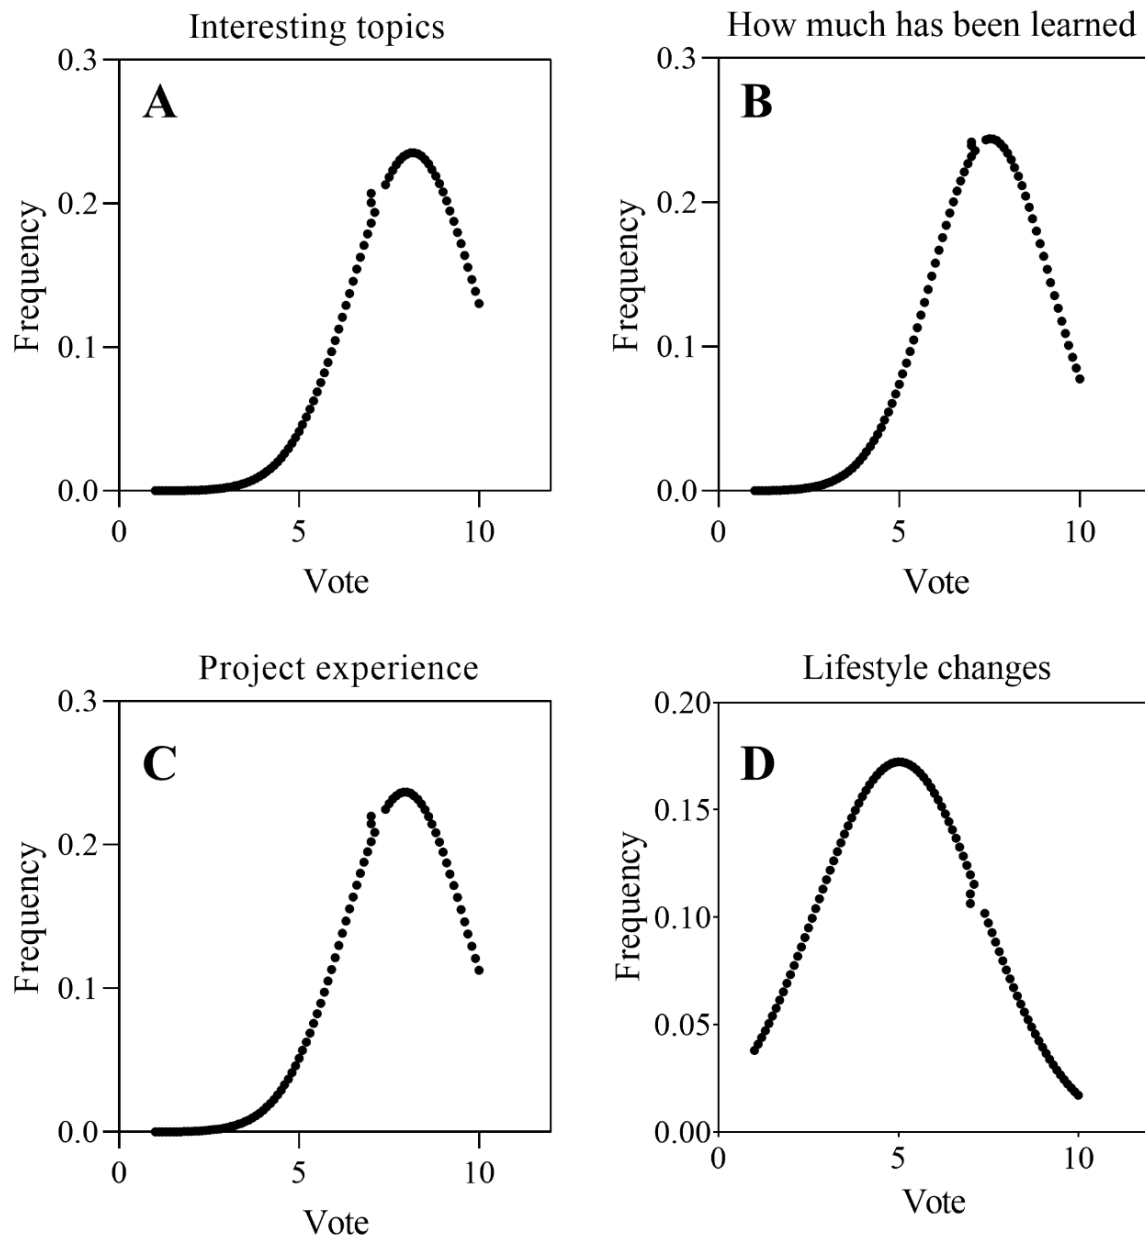 Interesting topics
A
Frequency
0.3
0.2
0.1
0.0
0
5
10
Vote
How much has been learned
B
Frequency
0.3
0.2
0.1
0.0
0
5
10
Vote
Project experience
C
Frequency
0.3
0.2
0.1
0.0
0
5
10
Vote
Lifestyle changes
D
Frequency
0.20
0.15
0.10
0.05
0.00
0
5
10
Vote